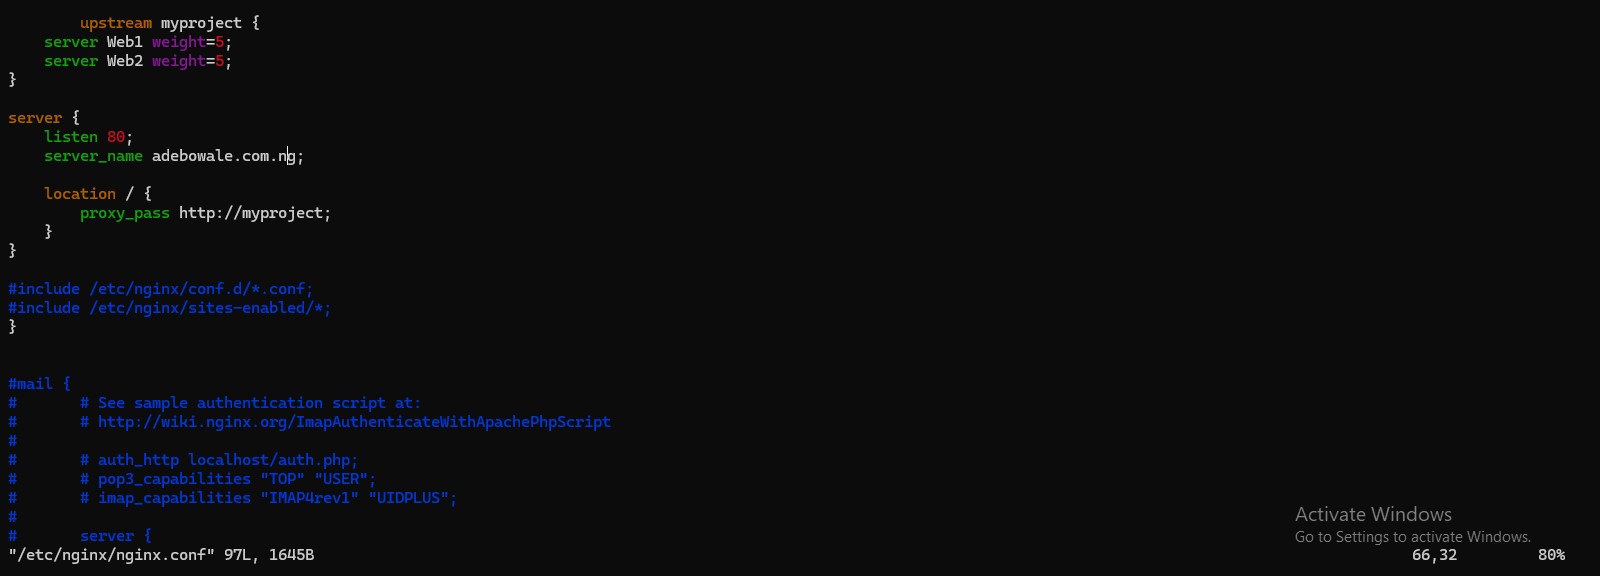 upstream myproject {
server Web1 weight=5;
server Web2 weight=5;
}
server {
listen 80;
server_name adebowale.com.ng;
location / {
proxy_pass http://myproject;
}
}
#include /etc/nginx/conf.d/*.conf;
#include /etc/nginx/sites-enabled/*;
}
#mail {
# # See sample authentication script at:
# # http://wiki.nginx.org/ImapAuthenticateWithApachePhpScript
#
# # auth_http localhost/auth.php;
# # pop3_capabilities "TOP" "USER";
# # imap_capabilities "IMAP4rev1" "UIDPLUS";
#
# server {
Activate Windows
Go to Settings to activate Windows.
"/etc/nginx/nginx.conf" 97L, 1645B 66,32 80%